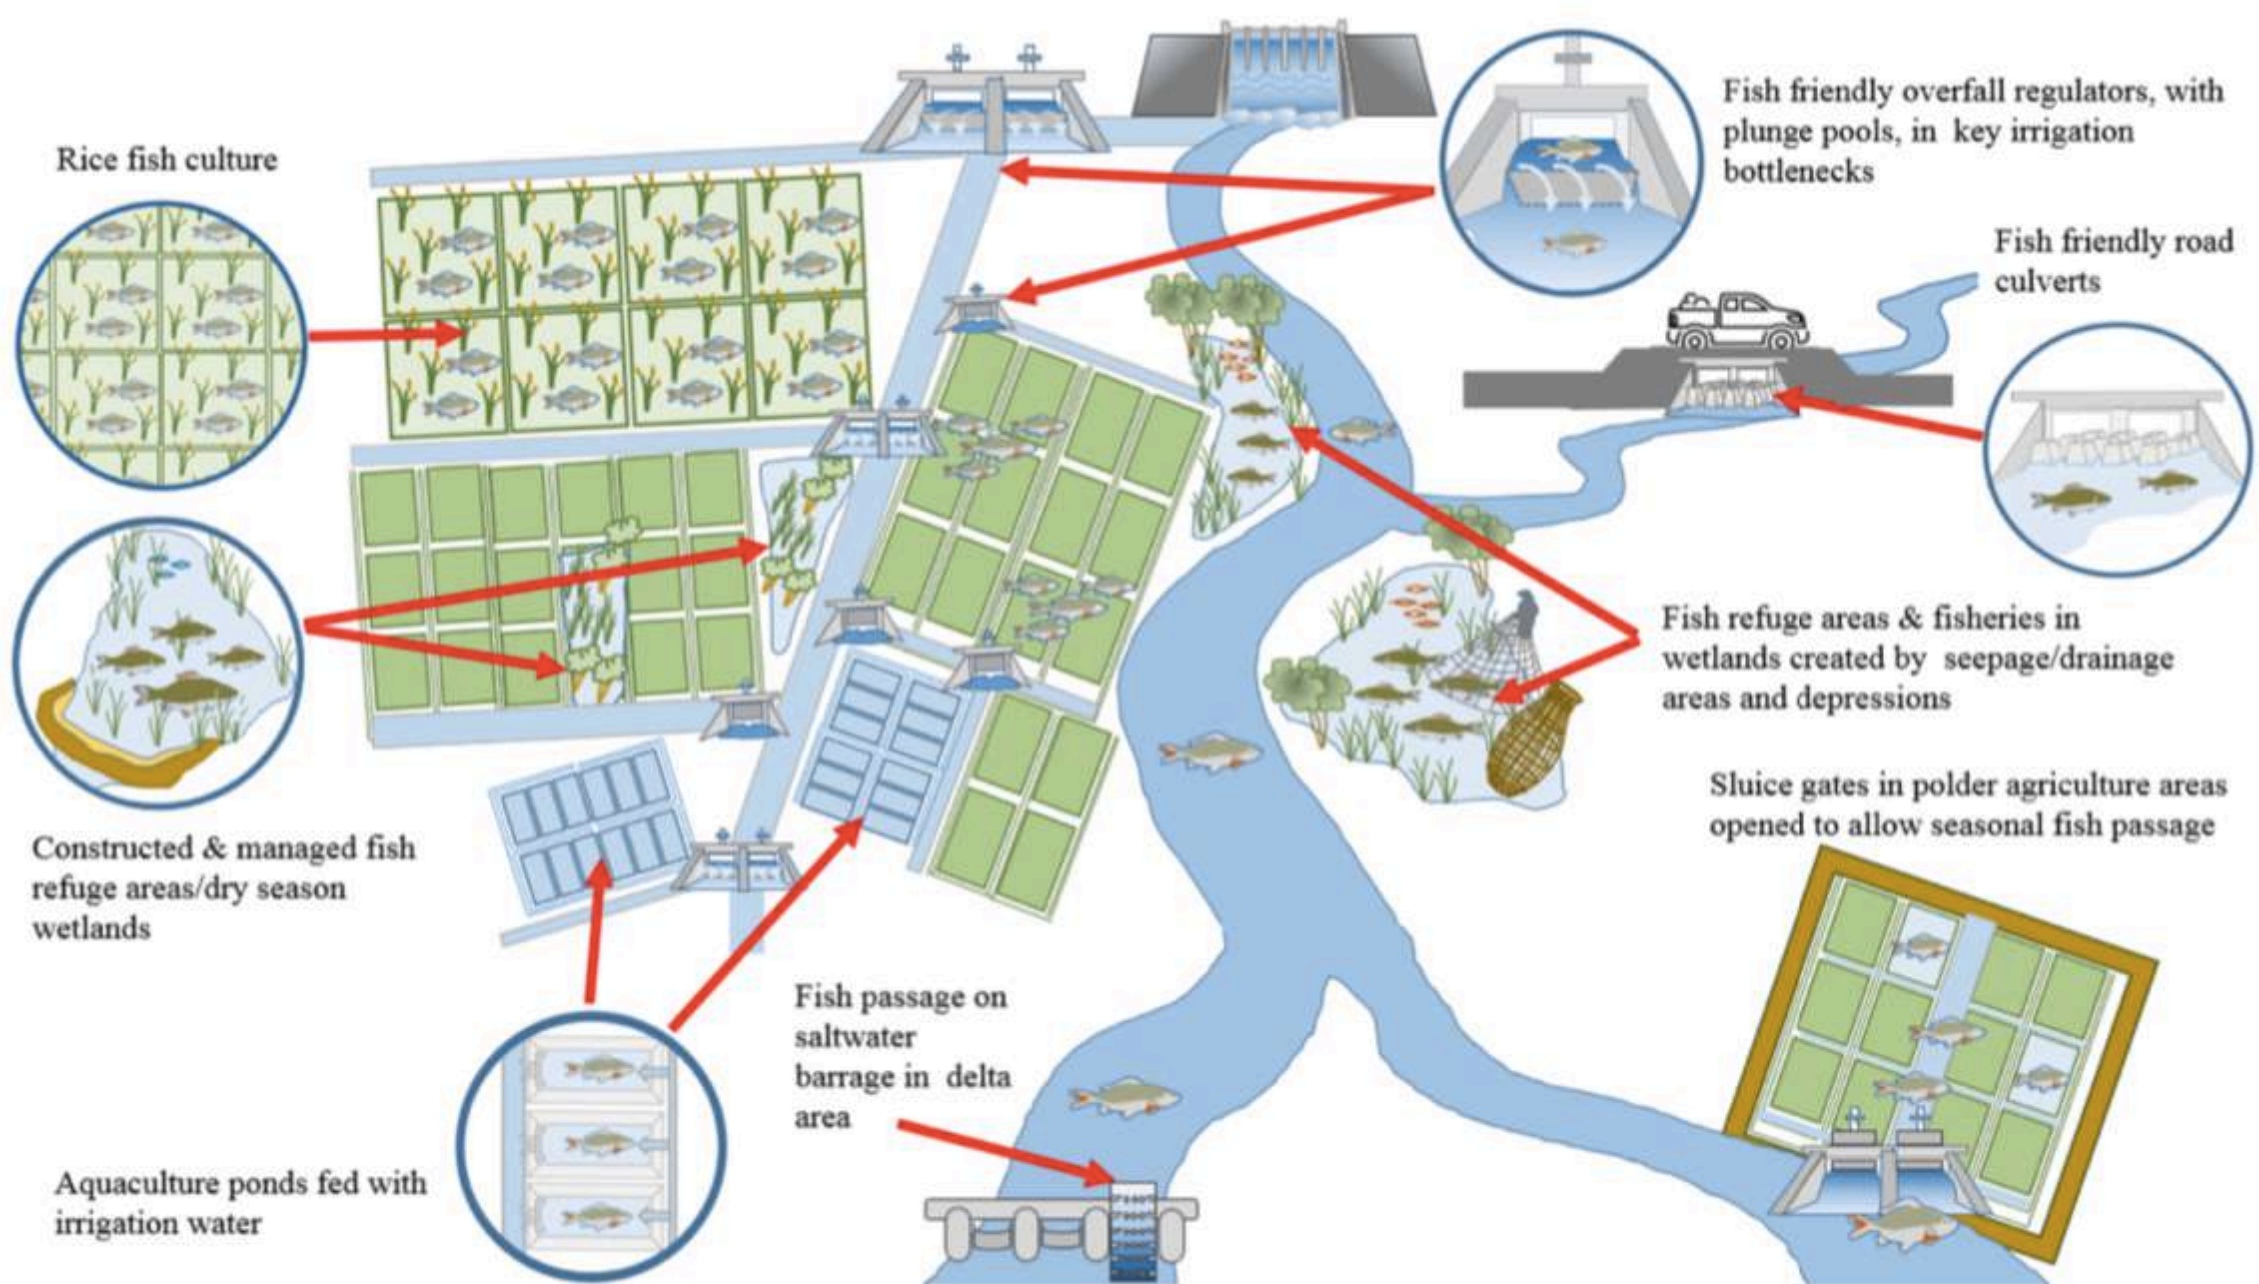 Fish friendly overfall regulators, with
plunge pools, in key irrigation
bottlenecks
Rice fish culture
Fish friendly road
culverts
Fish refuge areas & fisheries in
wetlands created by seepage/drainage
areas and depressions
Sluice gates in polder agriculture areas
opened to allow seasonal fish passage
Constructed & managed fish
refuge areas/dry season
wetlands
Fish passage on
saltwater
barrage in delta
area
Aquaculture ponds fed with
irrigation water